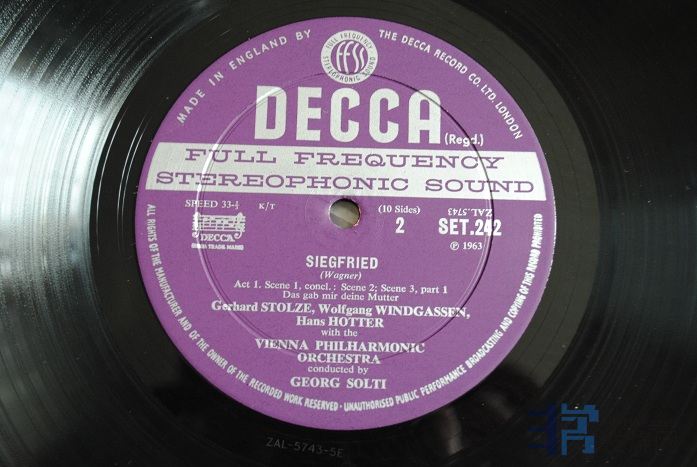 MADE IN ENGLAND BY THE DECCA RECORD CO. LTD. LONDON
FULL FREQUENCY
FFSS
STEREOPHONIC SOUND
DECCA
(Regd.)
FULL FREQUENCY
STEREOPHONIC SOUND
SPEED 33-⅓ K/T (10 Sides) ZAL.5743
DECCA 2 SET.242
℗ 1963
SIEGFRIED
(Wagner)
Act 1. Scene 1, concl.: Scene 2; Scene 3, part 1
Das gab mir deine Mutter
Gerhard STOLZE, Wolfgang WINDGASSEN,
Hans HOTTER
with the
VIENNA PHILHARMONIC
ORCHESTRA
conducted by
GEORG SOLTI
ALL RIGHTS OF THE MANUFACTURER AND OF THE OWNER OF THE RECORDED WORK RESERVED · UNAUTHORISED PUBLIC PERFORMANCE BROADCASTING AND COPYING OF THIS RECORD PROHIBITED
ZAL-5743-5E